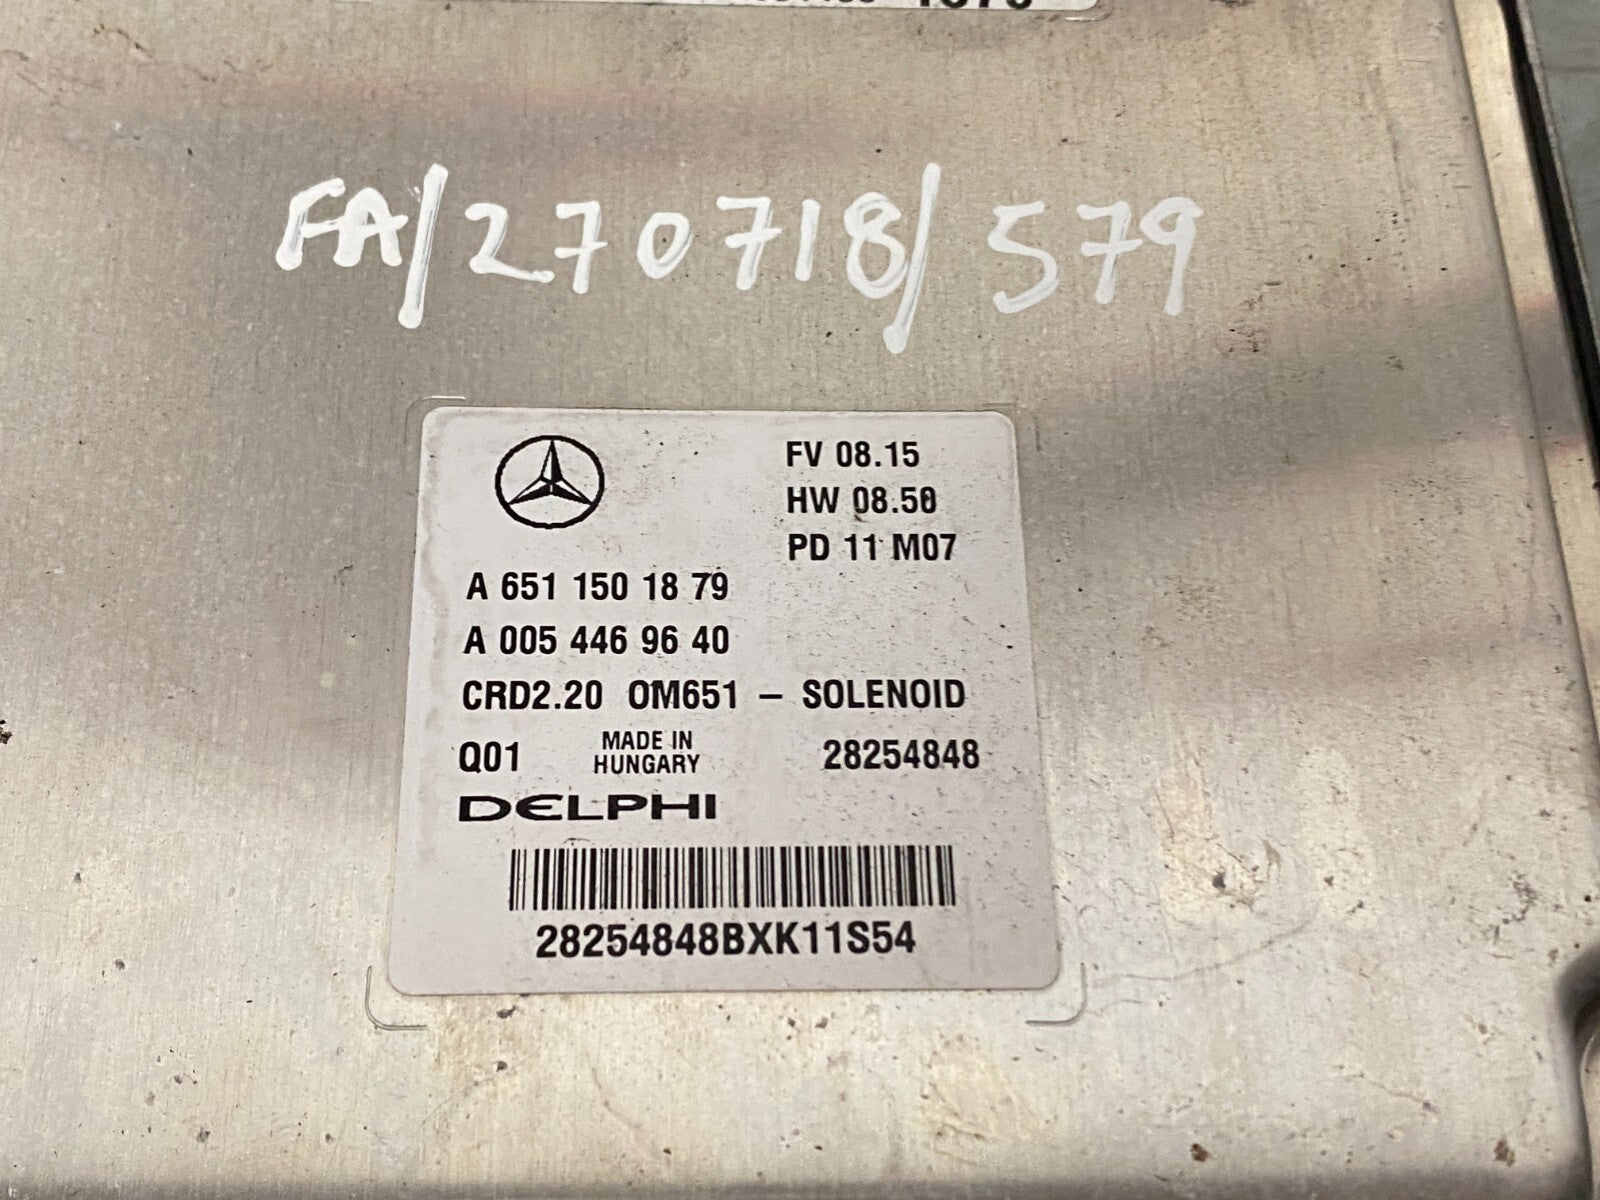 FA/270718/579
FV 08.15
HW 08.50
PD 11 M07
A 651 150 18 79
A 005 446 96 40
CRD2.20 OM651 – SOLENOID
Q01 MADE IN HUNGARY 28254848
DELPHI
28254848BXK11S54